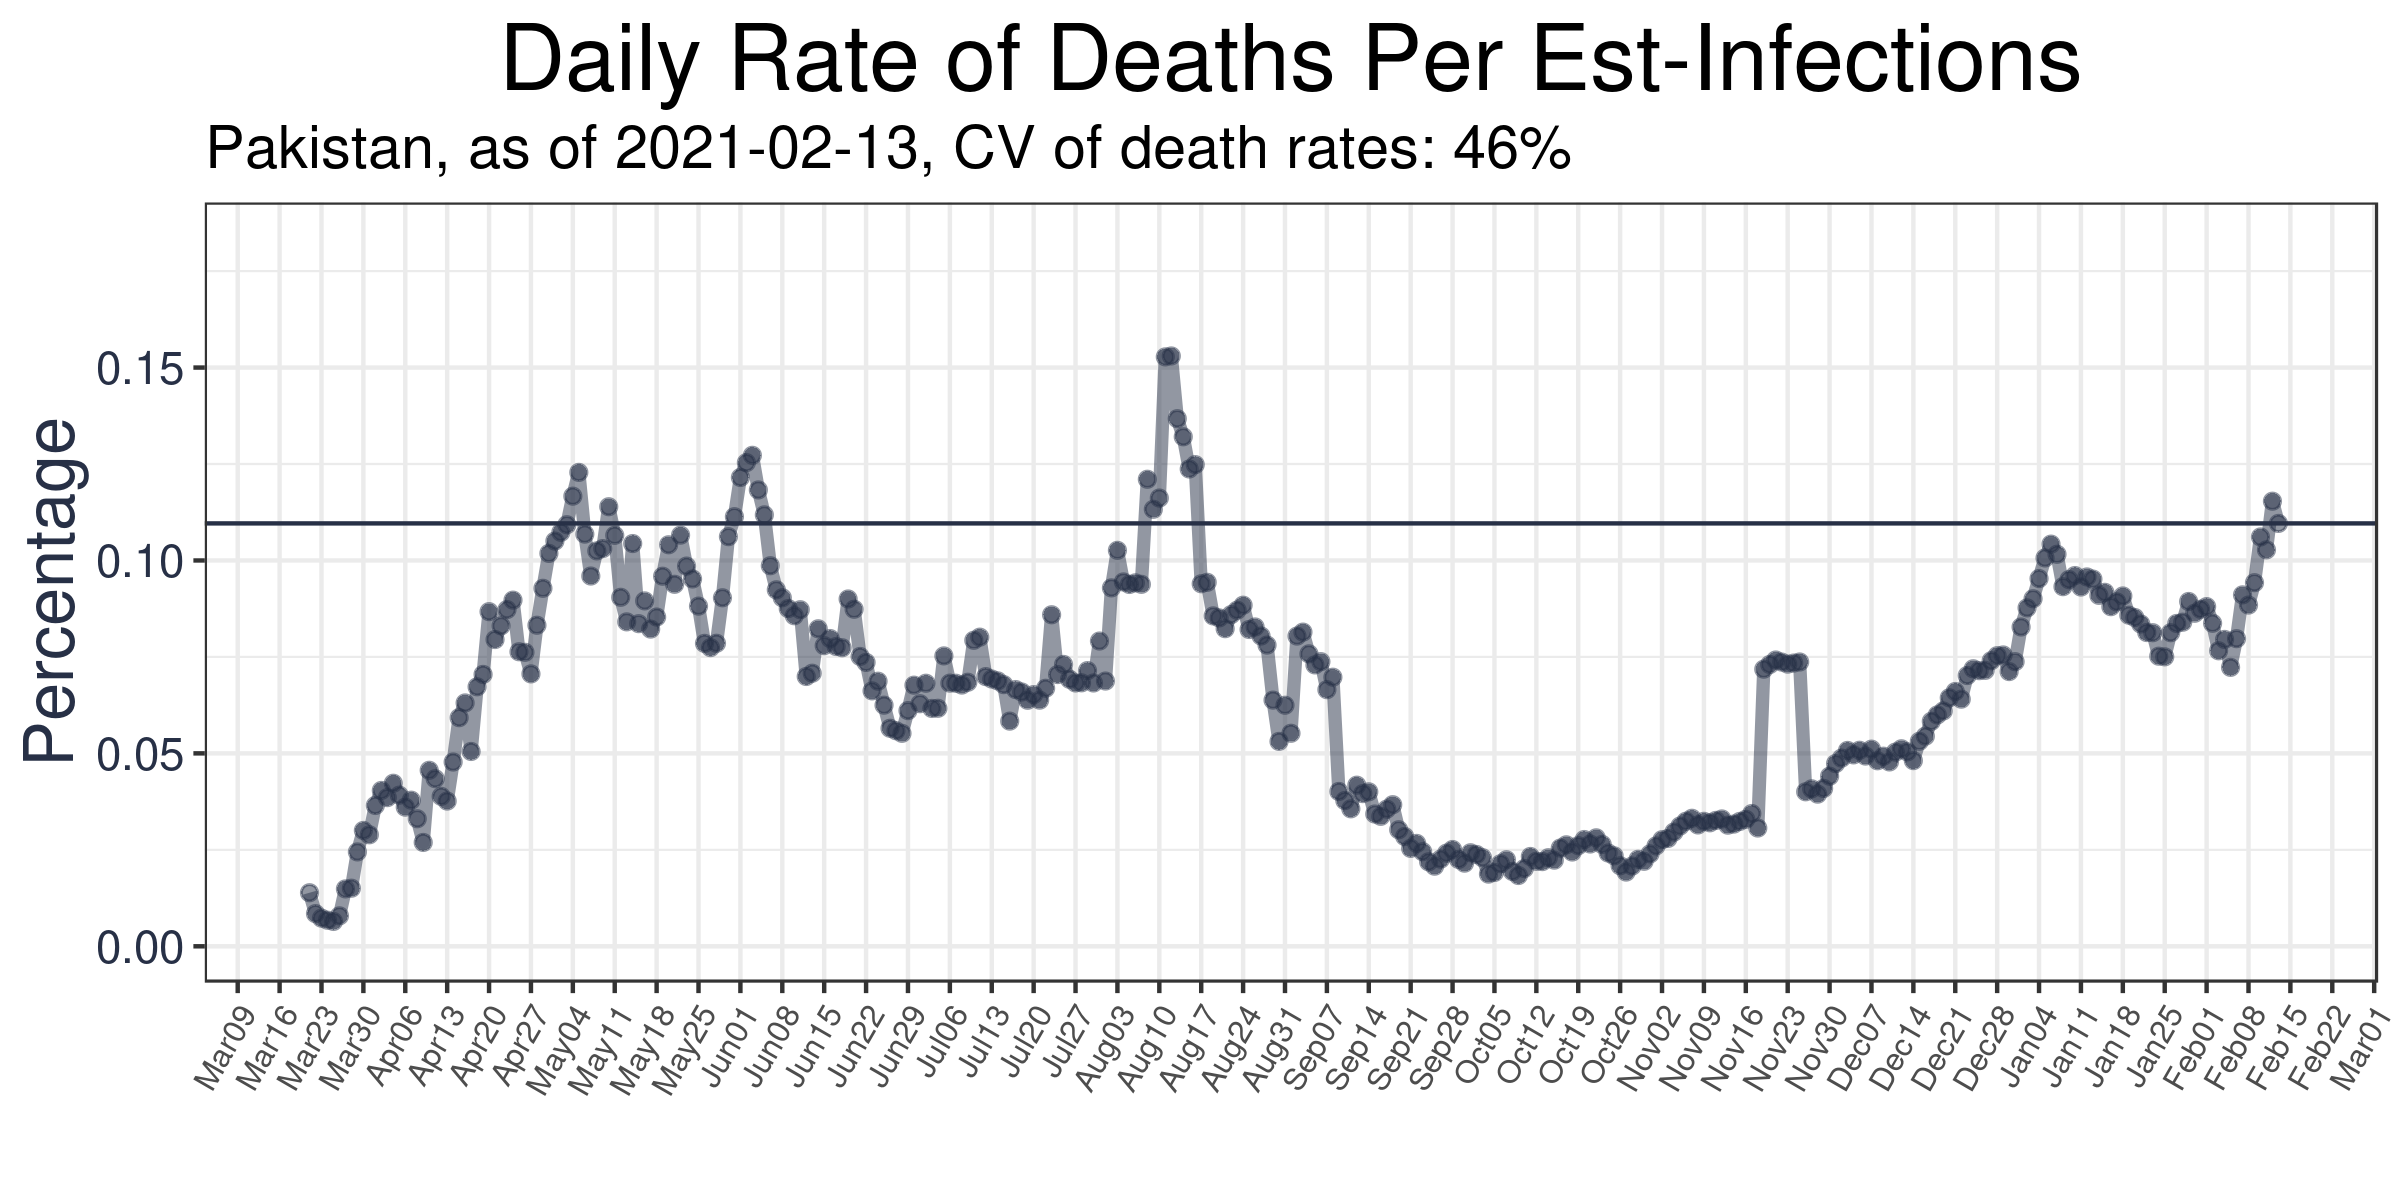 Daily Rate of Deaths Per Est-Infections
Pakistan, as of 2021-02-13, CV of death rates: 46%
Percentage
0.15
0.10
0.05
0.00
Mar09 Mar16 Mar23 Mar30 Apr06 Apr13 Apr20 Apr27 May04 May11 May18 May25 Jun01 Jun08 Jun15 Jun22 Jun29 Jul06 Jul13 Jul20 Jul27 Aug03 Aug10 Aug17 Aug24 Aug31 Sep07 Sep14 Sep21 Sep28 Oct05 Oct12 Oct19 Oct26 Nov02 Nov09 Nov16 Nov23 Nov30 Dec07 Dec14 Dec21 Dec28 Jan04 Jan11 Jan18 Jan25 Feb01 Feb08 Feb15 Feb22 Mar01